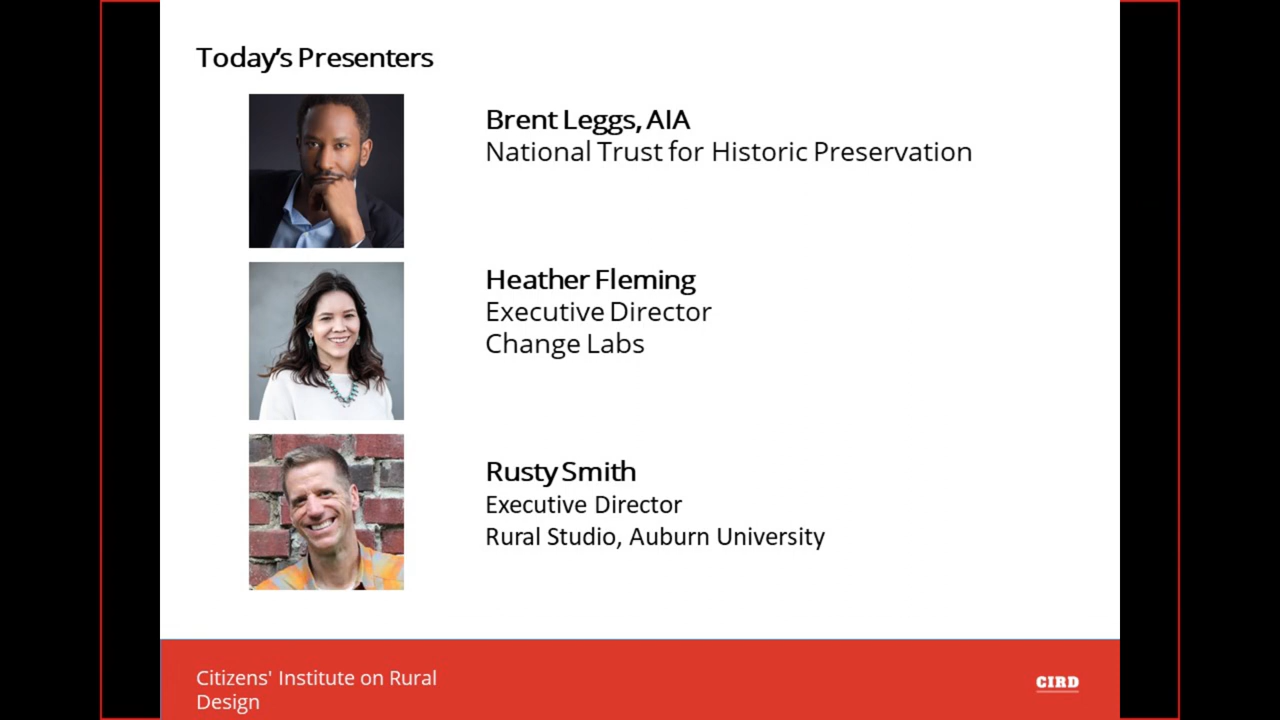 Today's Presenters
Brent Leggs, AIA
National Trust for Historic Preservation
Heather Fleming
Executive Director
Change Labs
Rusty Smith
Executive Director
Rural Studio, Auburn University
Citizens' Institute on Rural
Design
CIRD